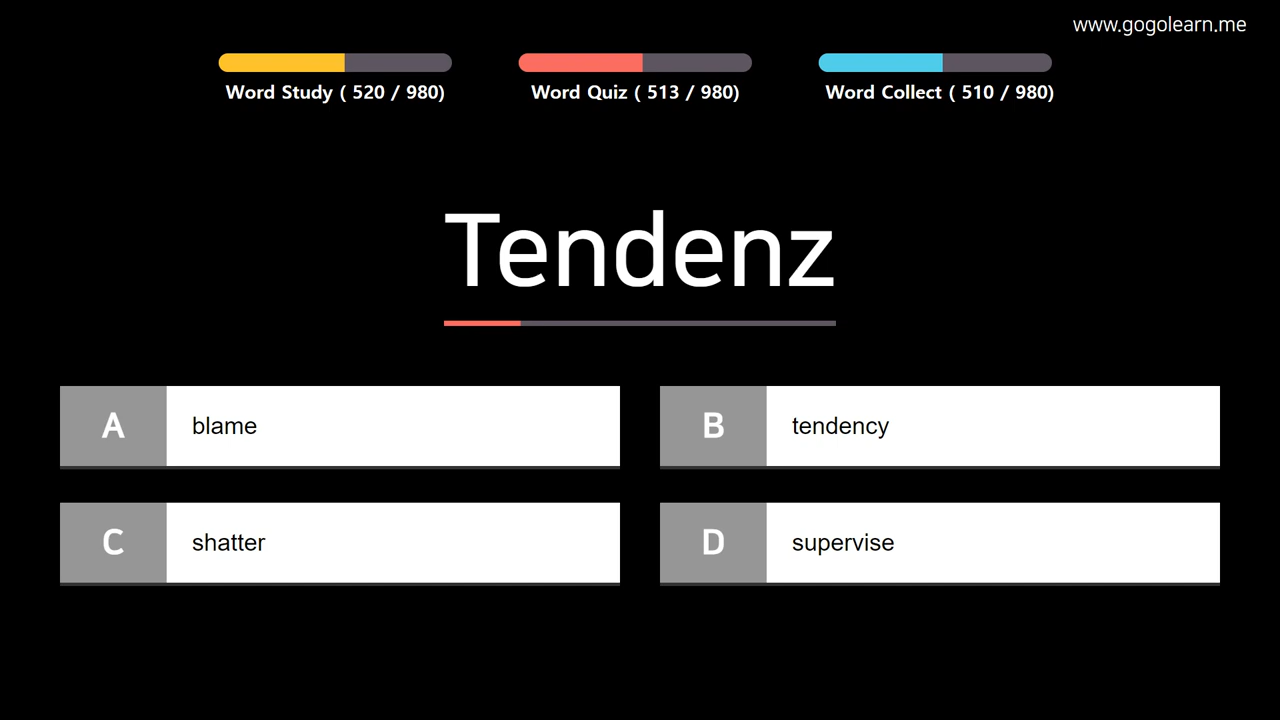 www.gogolearn.me
Word Study ( 520 / 980)
Word Quiz ( 513 / 980)
Word Collect ( 510 / 980)
Tendenz
A blame
B tendency
C shatter
D supervise